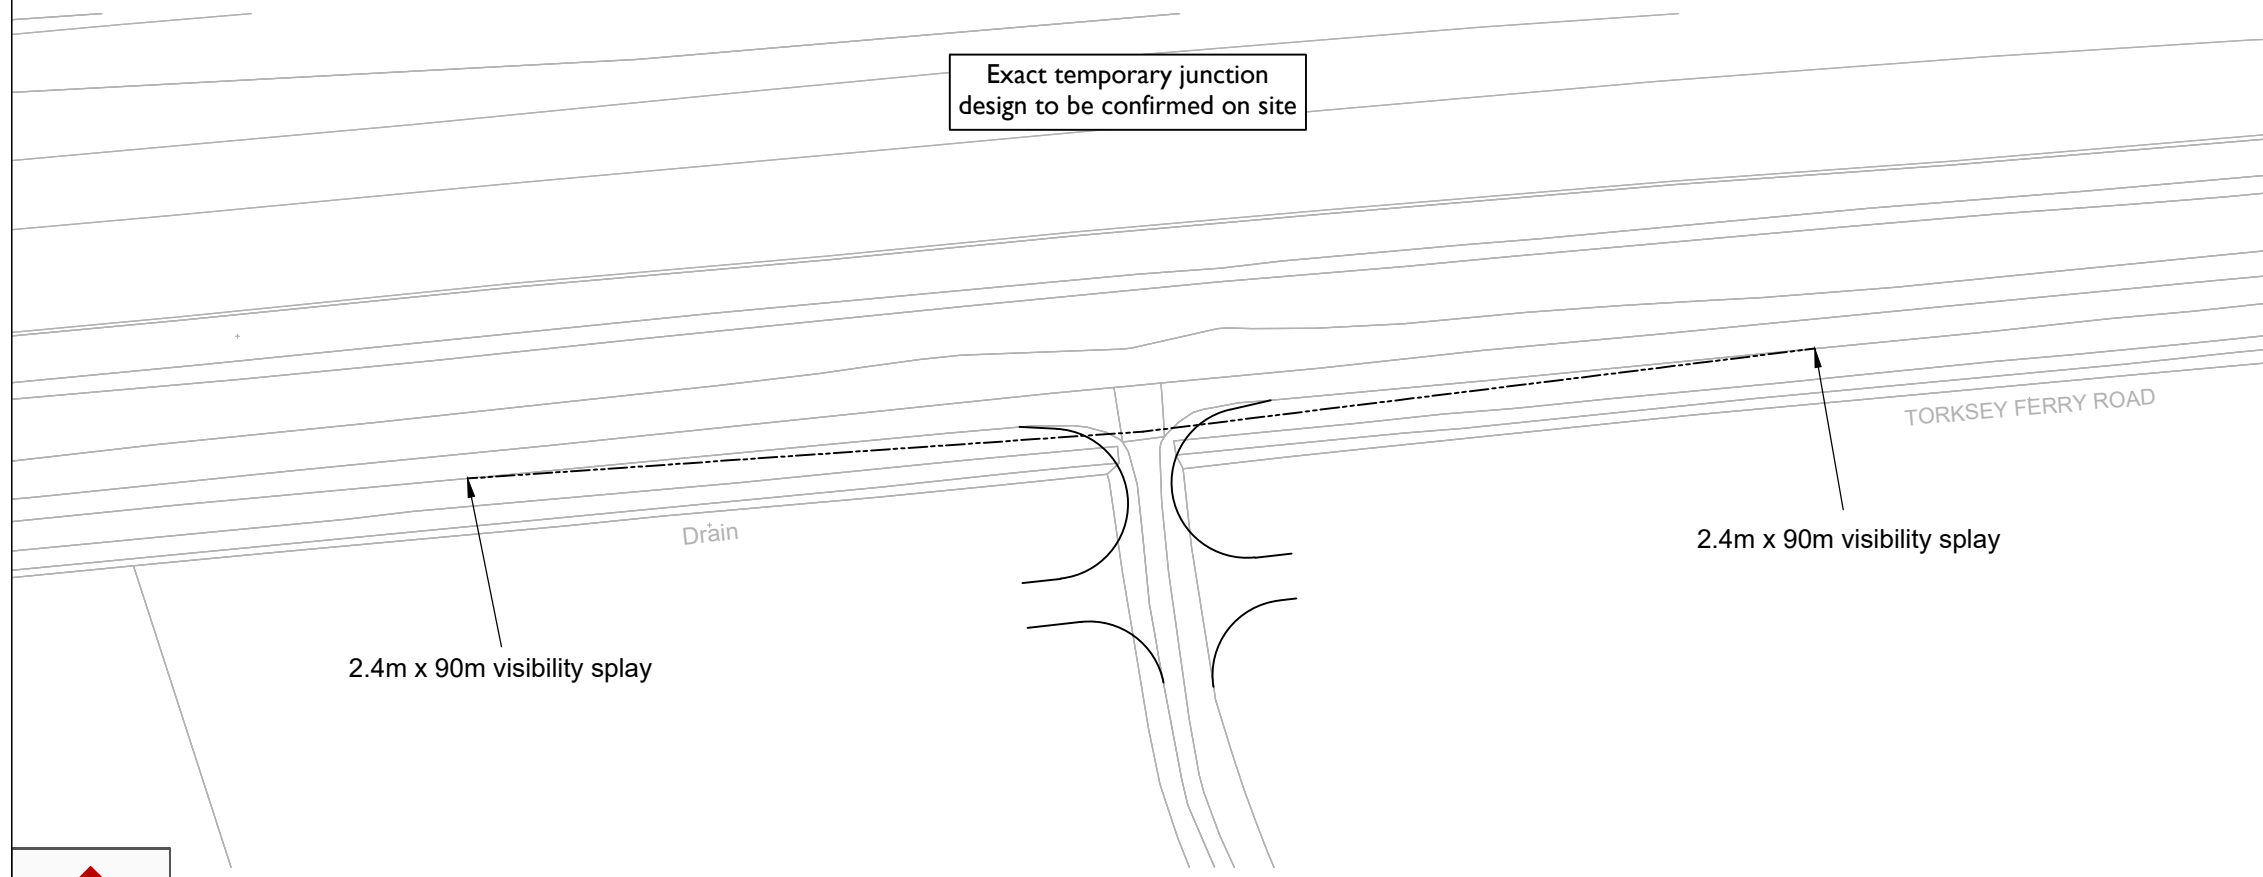 Exact temporary junction
design to be confirmed on site
TORKSEY FERRY ROAD
Drain
2.4m x 90m visibility splay
2.4m x 90m visibility splay